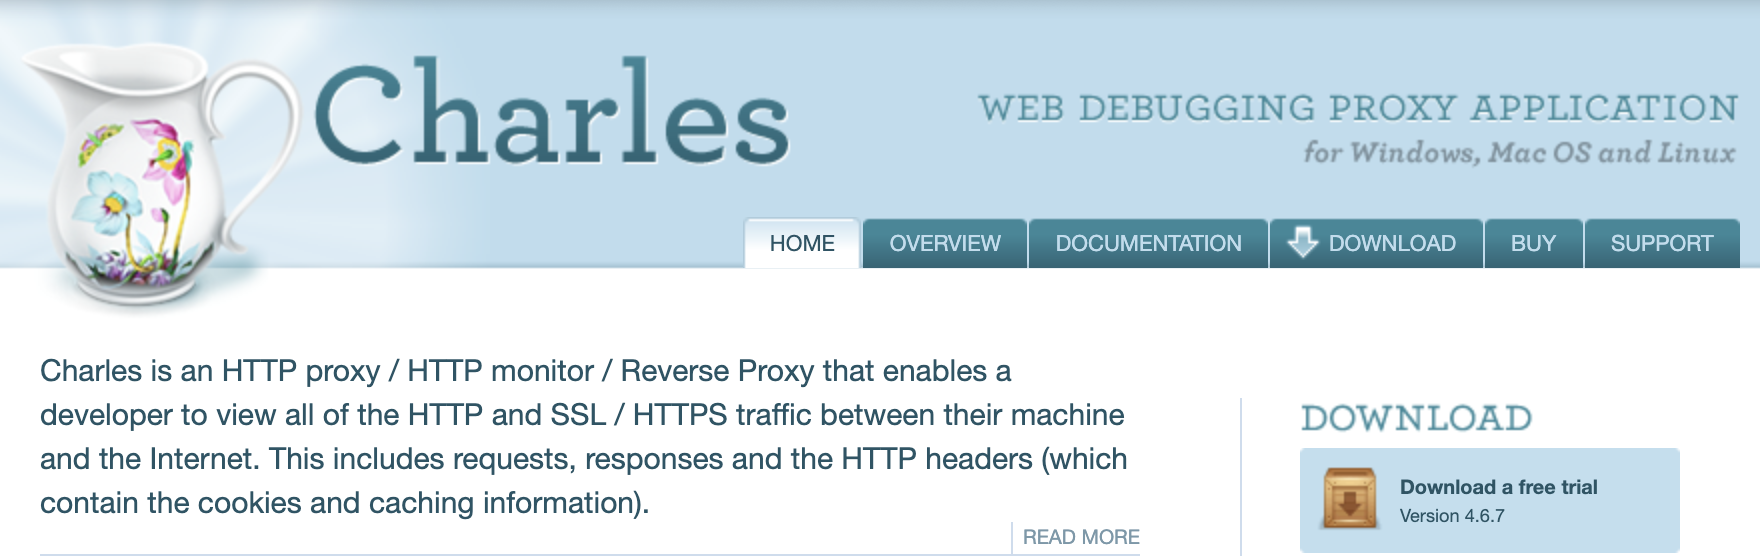 Charles
WEB DEBUGGING PROXY APPLICATION
for Windows, Mac OS and Linux
HOME
OVERVIEW
DOCUMENTATION
DOWNLOAD
BUY
SUPPORT
Charles is an HTTP proxy / HTTP monitor / Reverse Proxy that enables a
developer to view all of the HTTP and SSL / HTTPS traffic between their machine
and the Internet. This includes requests, responses and the HTTP headers (which
contain the cookies and caching information).
READ MORE
DOWNLOAD
Download a free trial
Version 4.6.7